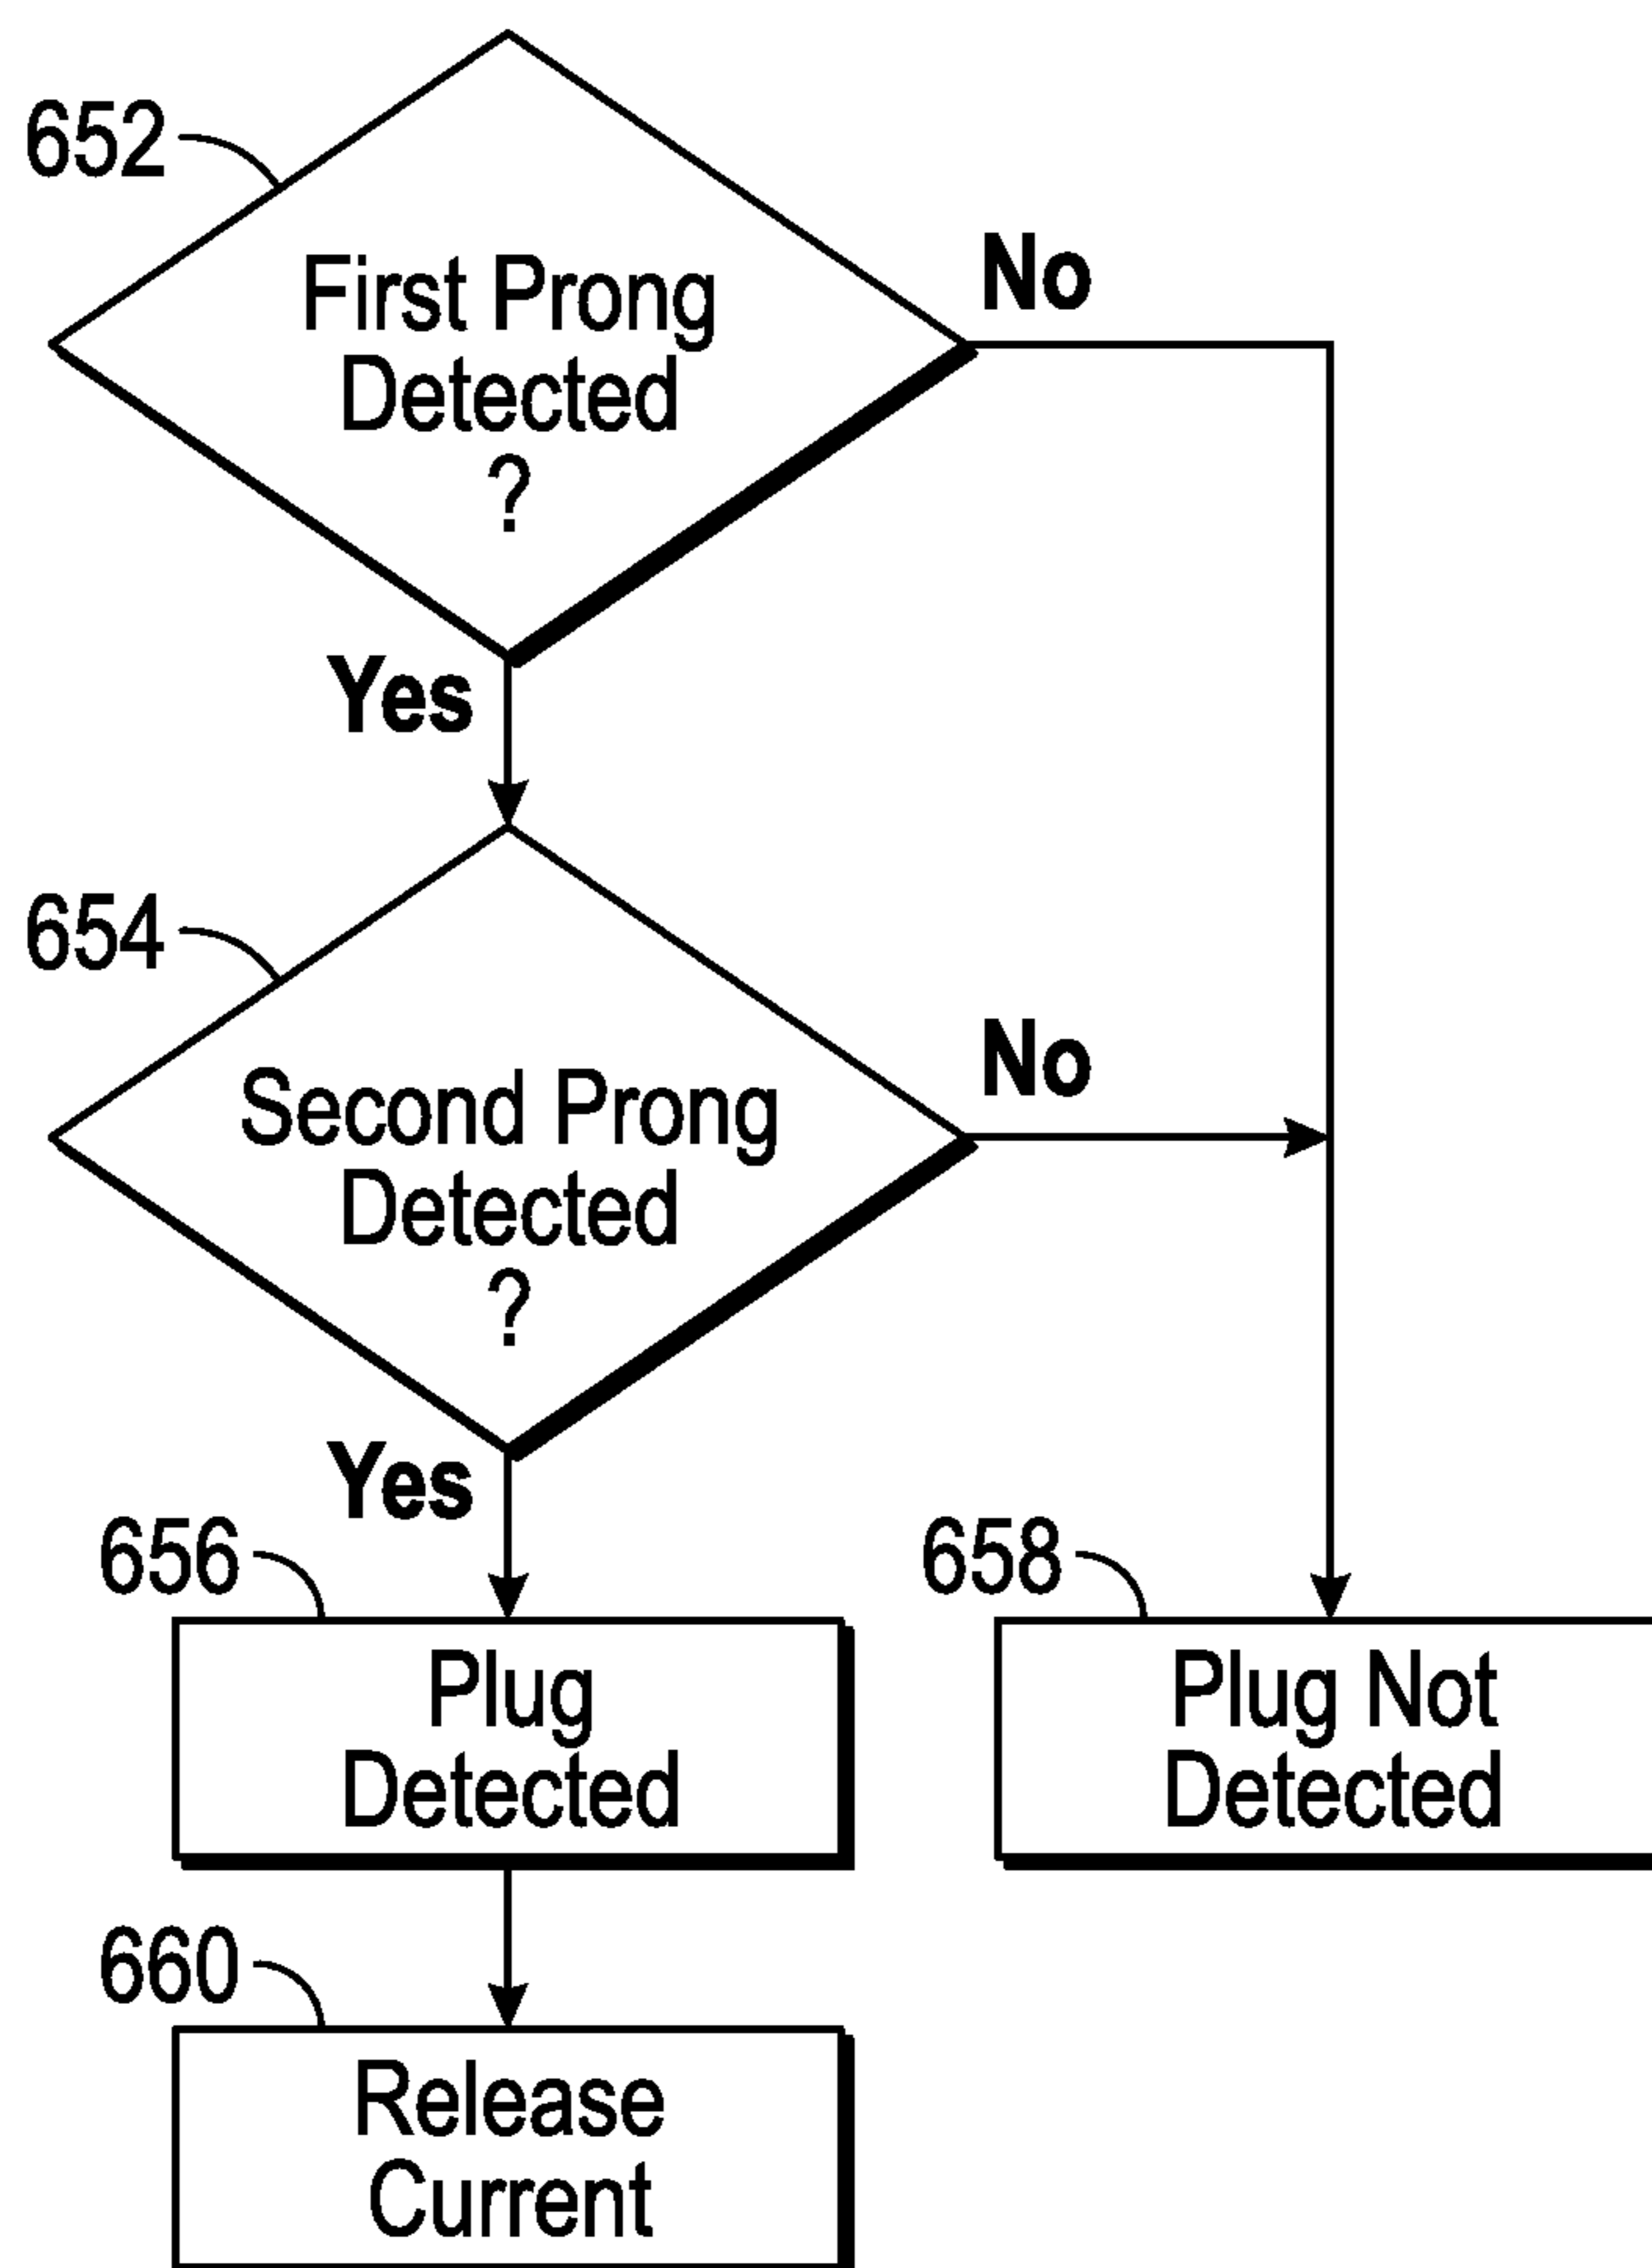 652
First Prong
Detected
?
No
Yes
654
Second Prong
Detected
?
No
Yes
656
Plug
Detected
658
Plug Not
Detected
660
Release
Current